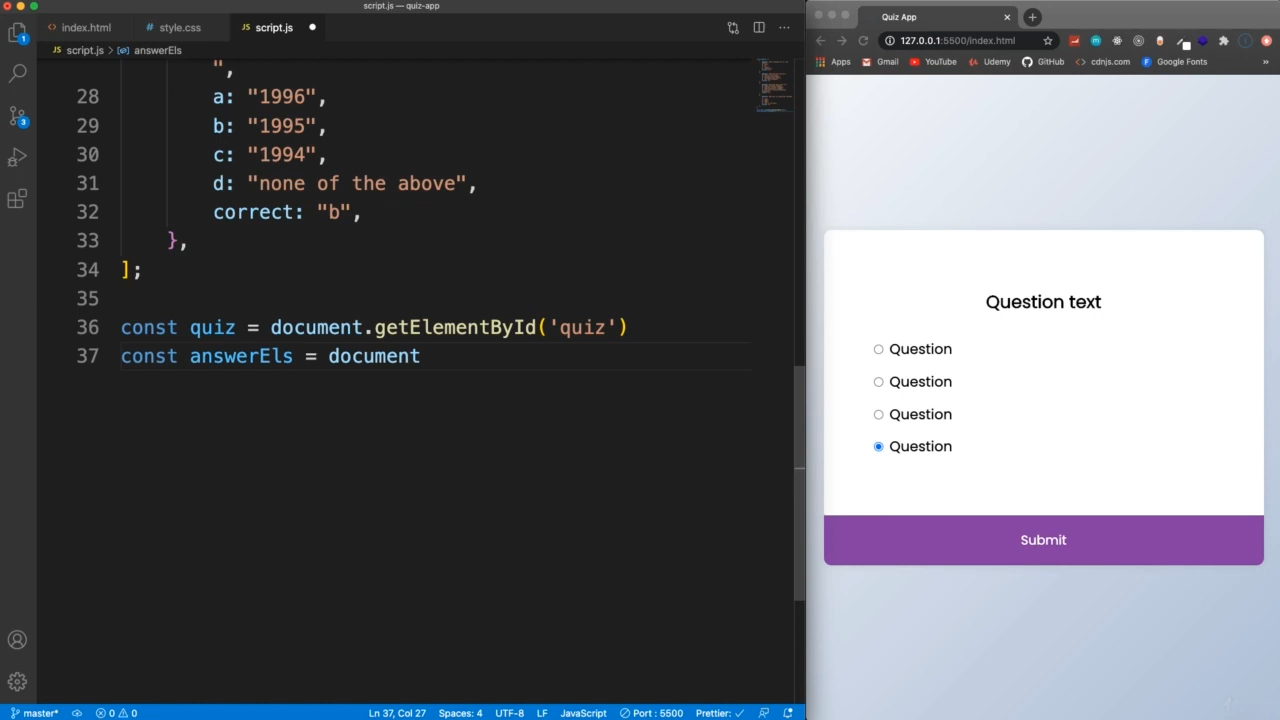 script.js — quiz-app
index.html
style.css
JS script.js
JS script.js > answerEls
",
28 a: "1996",
29 b: "1995",
30 c: "1994",
31 d: "none of the above",
32 correct: "b",
33 },
34 ];
35
36 const quiz = document.getElementById('quiz')
37 const answerEls = document
1
3
master*
0 0
Ln 37, Col 27
Spaces: 4
UTF-8
LF
JavaScript
Port : 5500
Prettier: ✓
Quiz App
127.0.0.1:5500/index.html
Apps
Gmail
YouTube
Udemy
GitHub
cdnjs.com
Google Fonts
»
Question text
Question
Question
Question
Question
Submit